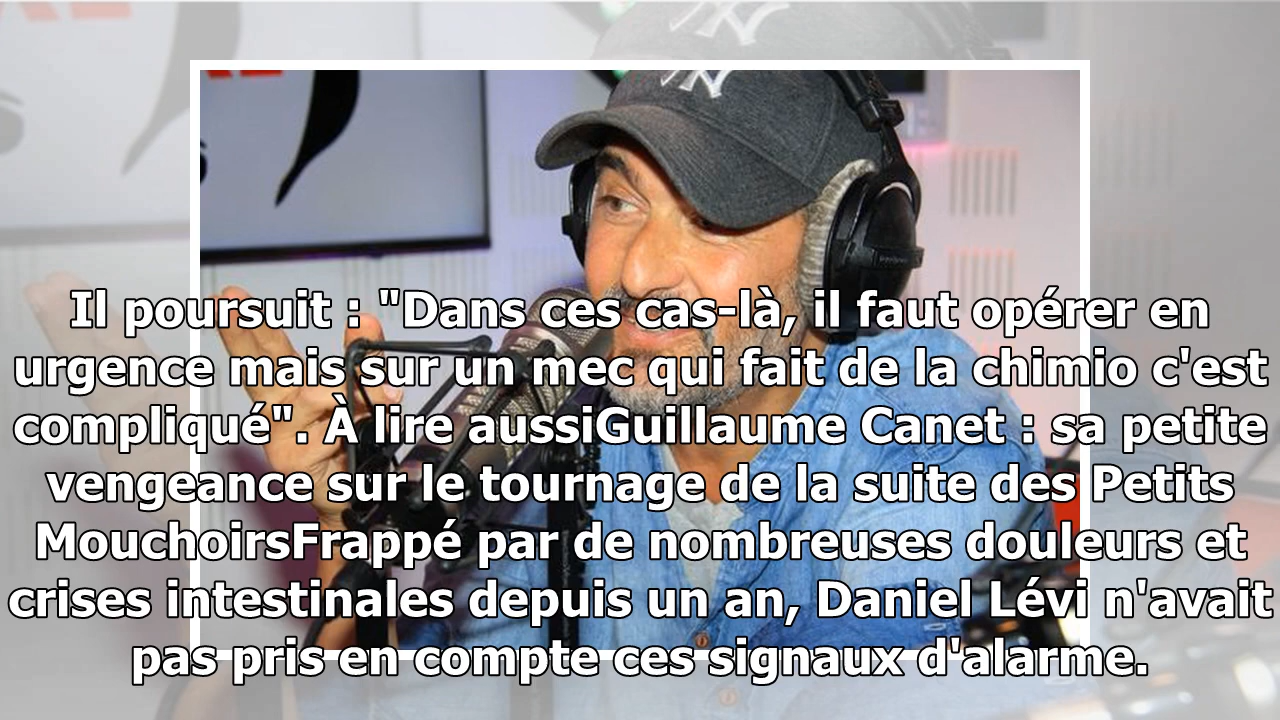 Il poursuit : "Dans ces cas-là, il faut opérer en
urgence mais sur un mec qui fait de la chimio c'est
compliqué". À lire aussiGuillaume Canet : sa petite
vengeance sur le tournage de la suite des Petits
MouchoirsFrappé par de nombreuses douleurs et
crises intestinales depuis un an, Daniel Lévi n'avait
pas pris en compte ces signaux d'alarme.